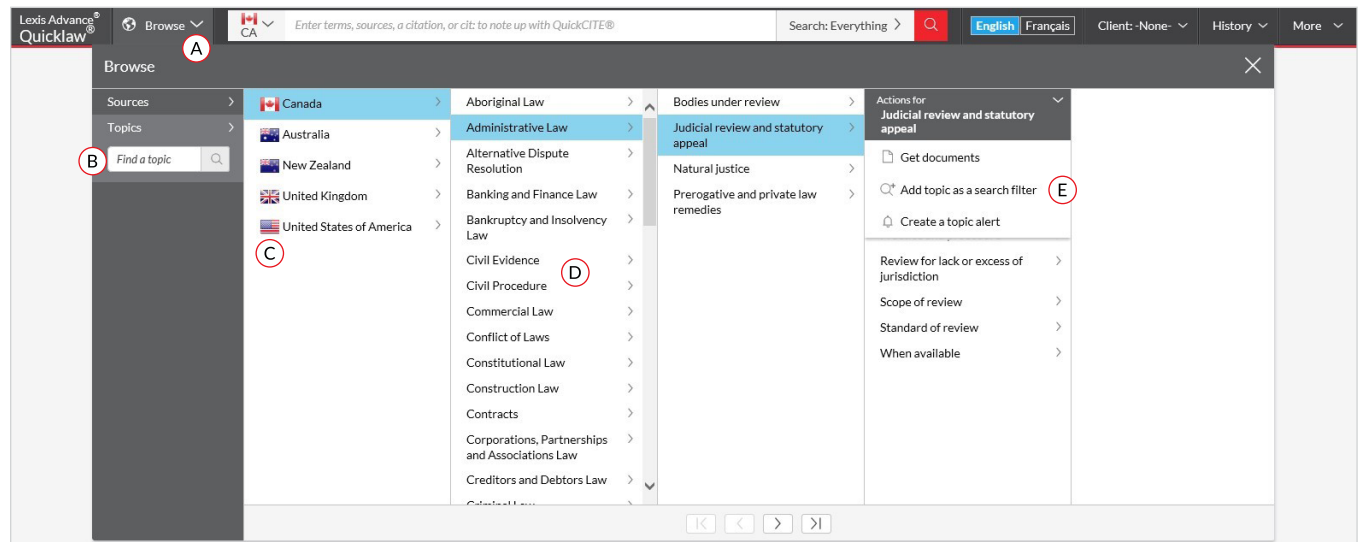 Lexis Advance®
Quicklaw®
Browse
A
CA
Enter terms, sources, a citation, or cit: to note up with QuickCITE®
Search: Everything
English Français
Client: -None-
History
More
Browse
Sources
Topics
B
Find a topic
Canada
Australia
New Zealand
United Kingdom
United States of America
C
Aboriginal Law
Administrative Law
Alternative Dispute
Resolution
Banking and Finance Law
Bankruptcy and Insolvency
Law
Civil Evidence
D
Civil Procedure
Commercial Law
Conflict of Laws
Constitutional Law
Construction Law
Contracts
Corporations, Partnerships
and Associations Law
Creditors and Debtors Law
Bodies under review
Judicial review and statutory
appeal
Natural justice
Prerogative and private law
remedies
Actions for
Judicial review and statutory
appeal
Get documents
Add topic as a search filter
E
Create a topic alert
Review for lack or excess of
jurisdiction
Scope of review
Standard of review
When available